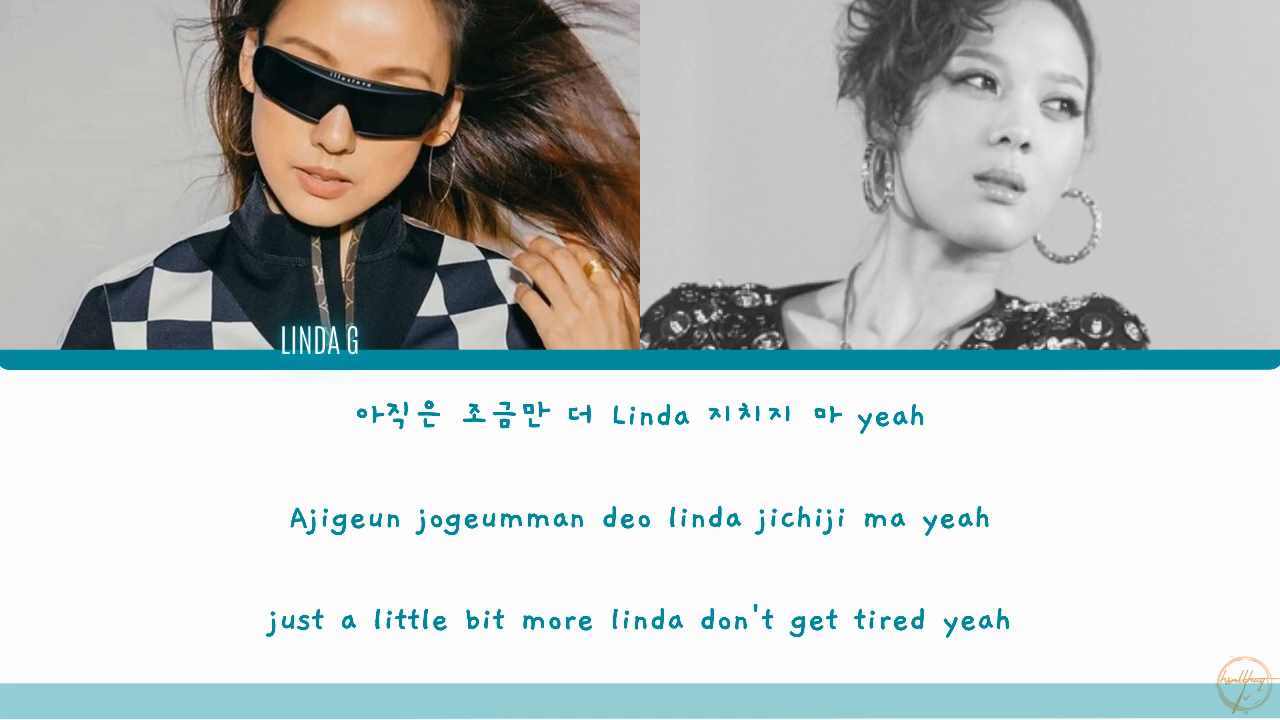 LINDA G
아직은 조금만 더 Linda 지치지 마 yeah
Ajigeun jogeumman deo linda jichiji ma yeah
just a little bit more linda don't get tired yeah